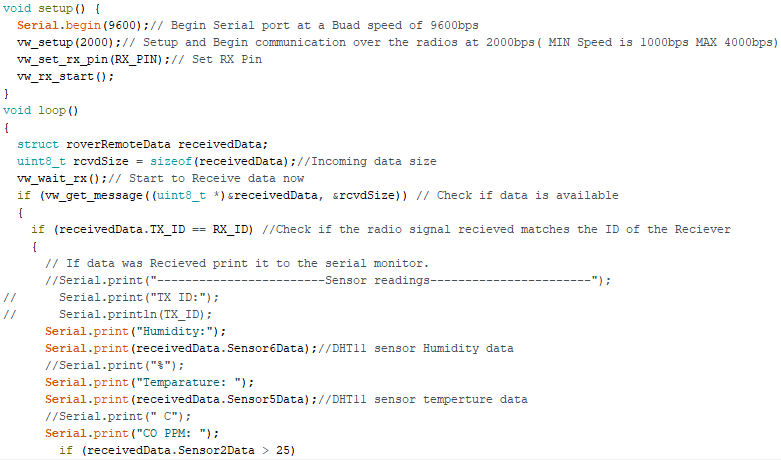 void setup() {
  Serial.begin(9600);// Begin Serial port at a Buad speed of 9600bps
  vw_setup(2000);// Setup and Begin communication over the radios at 2000bps( MIN Speed is 1000bps MAX 4000bps)
  vw_set_rx_pin(RX_PIN);// Set RX Pin
  vw_rx_start();
}
void loop()
{
  struct roverRemoteData receivedData;
  uint8_t rcvdSize = sizeof(receivedData);//Incoming data size
  vw_wait_rx();// Start to Receive data now
  if (vw_get_message((uint8_t *)&receivedData, &rcvdSize)) // Check if data is available
  {
    if (receivedData.TX_ID == RX_ID) //Check if the radio signal recieved matches the ID of the Reciever
    {
      // If data was Recieved print it to the serial monitor.
      //Serial.print("------------------------Sensor readings-----------------------");
//      Serial.print("TX ID:");
//      Serial.println(TX_ID);
      Serial.print("Humidity:");
      Serial.print(receivedData.Sensor6Data);//DHT11 sensor Humidity data
      //Serial.print("%");
      Serial.print("Temparature: ");
      Serial.print(receivedData.Sensor5Data);//DHT11 sensor temperture data
      //Serial.print(" C");
      Serial.print("CO PPM: ");
        if (receivedData.Sensor2Data > 25)